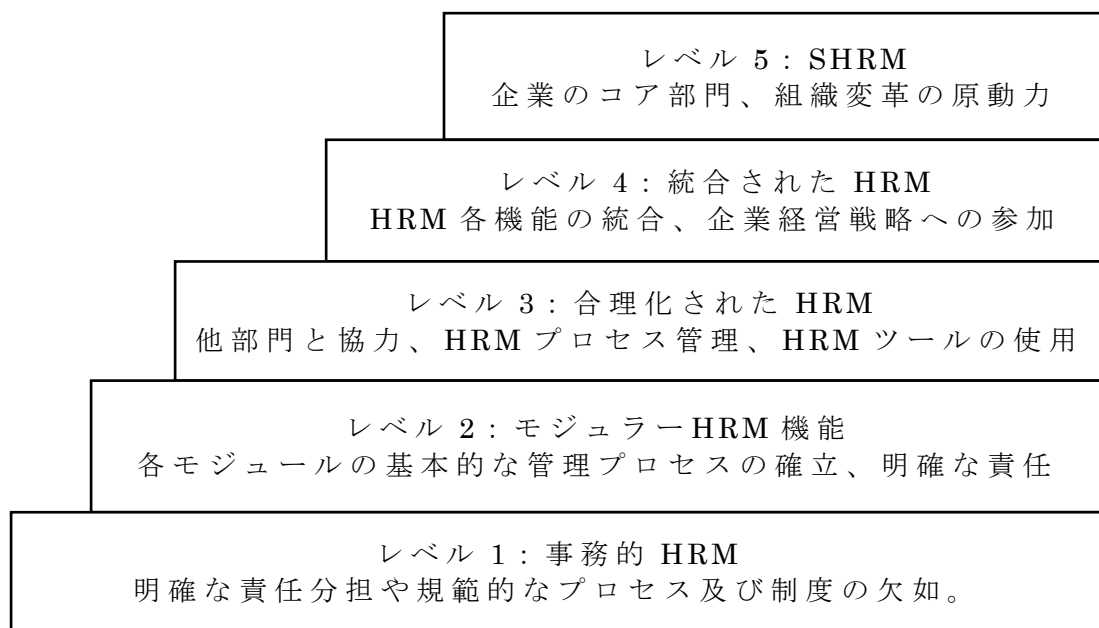 レベル 5：SHRM
企業のコア部門、組織変革の原動力
レベル 4：統合された HRM
HRM 各機能の統合、企業経営戦略への参加
レベル 3：合理化された HRM
他部門と協力、HRM プロセス管理、HRM ツールの使用
レベル 2：モジュラーHRM 機能
各モジュールの基本的な管理プロセスの確立、明確な責任
レベル 1：事務的 HRM
明確な責任分担や規範的なプロセス及び制度の欠如。